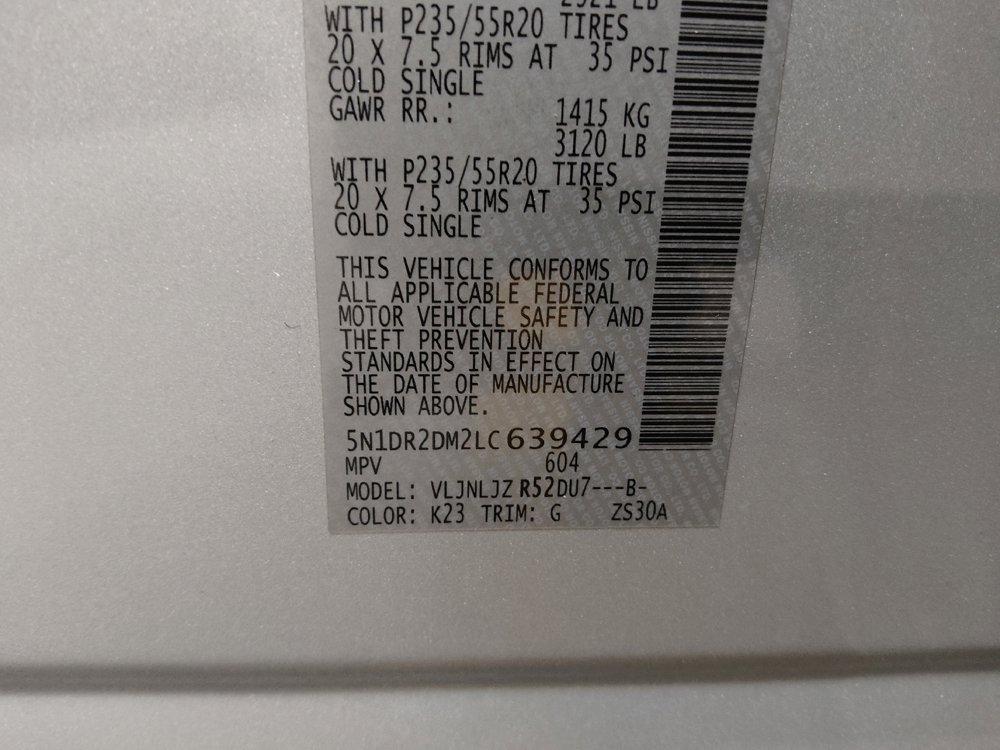 WITH P235/55R20 TIRES
20 X 7.5 RIMS AT 35 PSI
COLD SINGLE
GAWR RR.: 1415 KG
3120 LB
WITH P235/55R20 TIRES
20 X 7.5 RIMS AT 35 PSI
COLD SINGLE
THIS VEHICLE CONFORMS TO
ALL APPLICABLE FEDERAL
MOTOR VEHICLE SAFETY AND
THEFT PREVENTION
STANDARDS IN EFFECT ON
THE DATE OF MANUFACTURE
SHOWN ABOVE.
5N1DR2DM2LC639429
MPV 604
MODEL: VLJNLJZ R52DU7---B-
COLOR: K23 TRIM: G ZS30A